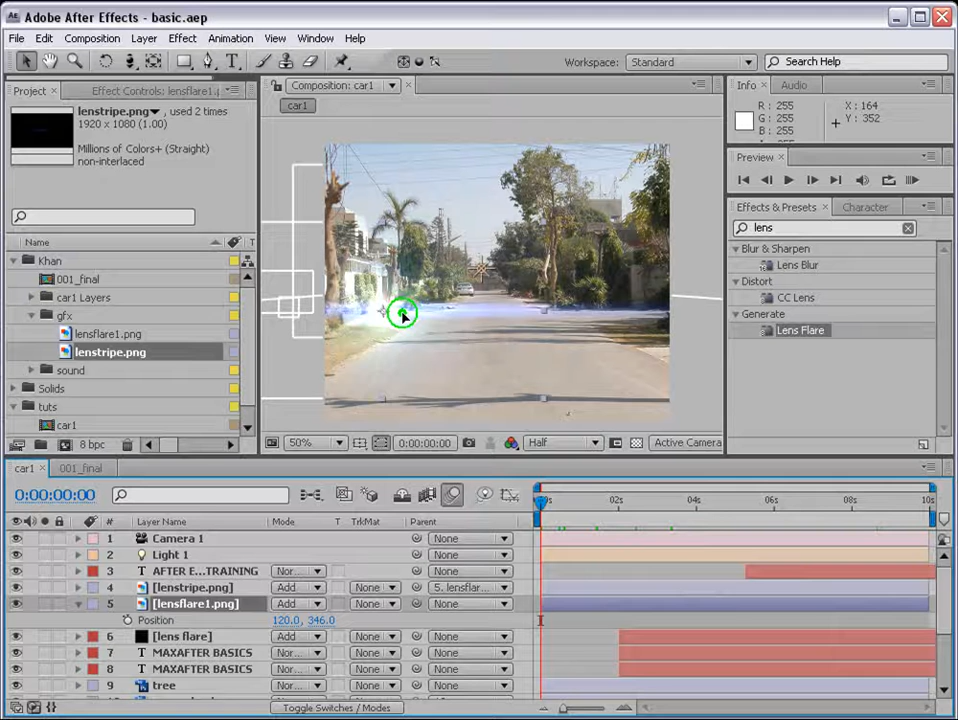 Adobe After Effects - basic.aep
File Edit Composition Layer Effect Animation View Window Help
Workspace: Standard Search Help
Project Effect Controls: lensflare1.p
lenstripe.png▼, used 2 times
1920 x 1080 (1.00)
Millions of Colors+ (Straight)
non-interlaced
Name T
Khan
001_final
car1 Layers
gfx
lensflare1.png
lenstripe.png
sound
Solids
tuts
car1
8 bpc
Composition: car1
car1
50% 0:00:00:00 Half Active Camera
Info Audio
R: 255 X: 164
G: 255 Y: 352
B: 255
Preview
Effects & Presets Character
lens
Blur & Sharpen
Lens Blur
Distort
CC Lens
Generate
Lens Flare
car1 001_final
0:00:00:00
02s 04s 06s 08s 10s
# Layer Name Mode T TrkMat Parent
1 Camera 1 None
2 Light 1 None
3 T AFTER E...TRAINING Nor... None
4 [lenstripe.png] Add None 5. lensflar...
5 [lensflare1.png] Add None None
Position 120.0, 346.0
6 [lens flare] Add None None
7 T MAXAFTER BASICS Nor... None None
8 T MAXAFTER BASICS Nor... None None
9 tree Nor... None None
Toggle Switches / Modes